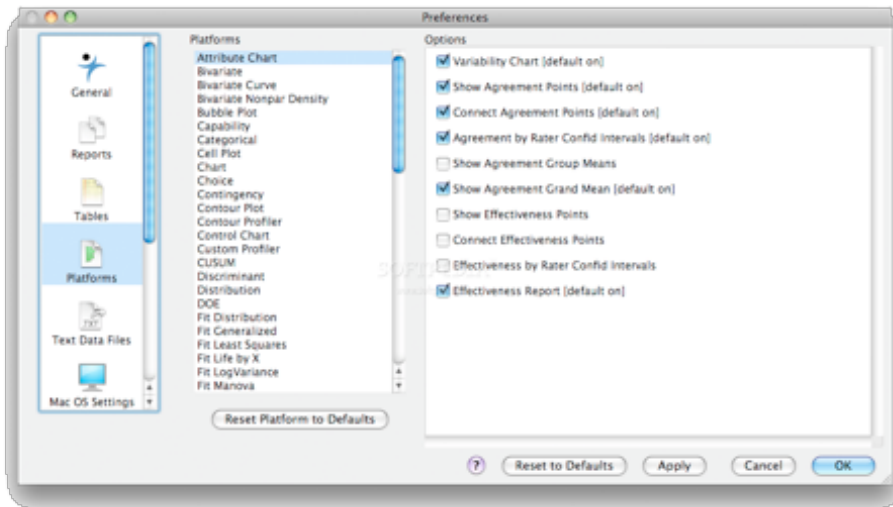 Preferences
General
Reports
Tables
Platforms
TXT
Text Data Files
Mac OS Settings
Platforms
Attribute Chart
Bivariate
Bivariate Curve
Bivariate Nonpar Density
Bubble Plot
Capability
Categorical
Cell Plot
Chart
Choice
Contingency
Contour Plot
Contour Profiler
Control Chart
Custom Profiler
CUSUM
Discriminant
Distribution
DOE
Fit Distribution
Fit Generalized
Fit Least Squares
Fit Life by X
Fit LogVariance
Fit Manova
Reset Platform to Defaults
Options
Variability Chart [default on]
Show Agreement Points [default on]
Connect Agreement Points [default on]
Agreement by Rater Confid Intervals [default on]
Show Agreement Group Means
Show Agreement Grand Mean [default on]
Show Effectiveness Points
Connect Effectiveness Points
Effectiveness by Rater Confid Intervals
Effectiveness Report [default on]
?
Reset to Defaults
Apply
Cancel
OK